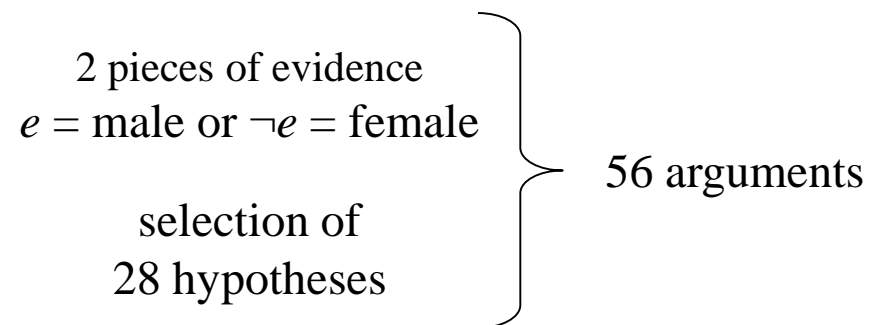 2 pieces of evidence
e = male or ¬e = female
selection of
28 hypotheses
56 arguments